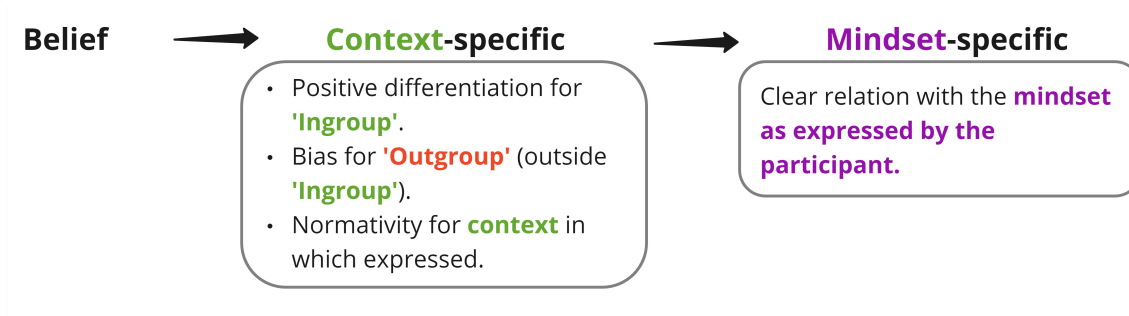 Belief
Context-specific
• Positive differentiation for
'Ingroup'.
• Bias for 'Outgroup' (outside
'Ingroup').
• Normativity for context in
which expressed.
Mindset-specific
Clear relation with the mindset
as expressed by the
participant.